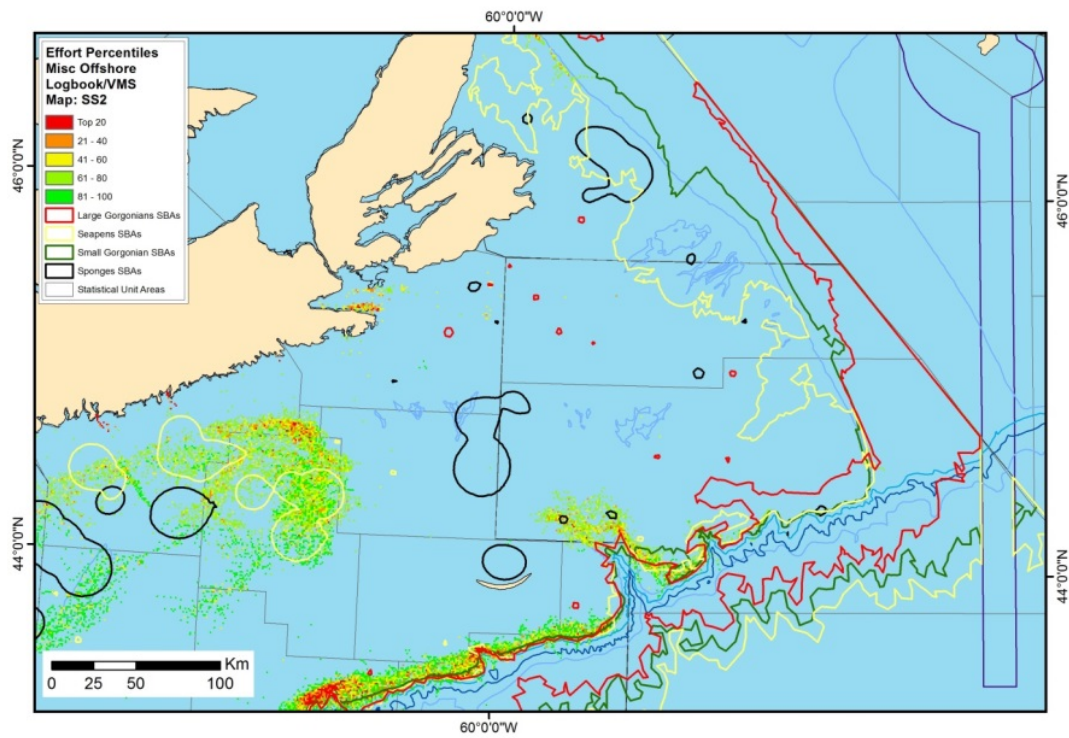 60°0'0"W
Effort Percentiles
Misc Offshore
Logbook/VMS
Map: SS2
Top 20
21 - 40
41 - 60
61 - 80
81 - 100
Large Gorgonians SBAs
Seapens SBAs
Small Gorgonian SBAs
Sponges SBAs
Statistical Unit Areas
46°0'0"N
46°0'0"N
44°0'0"N
44°0'0"N
Km
0 25 50 100
60°0'0"W